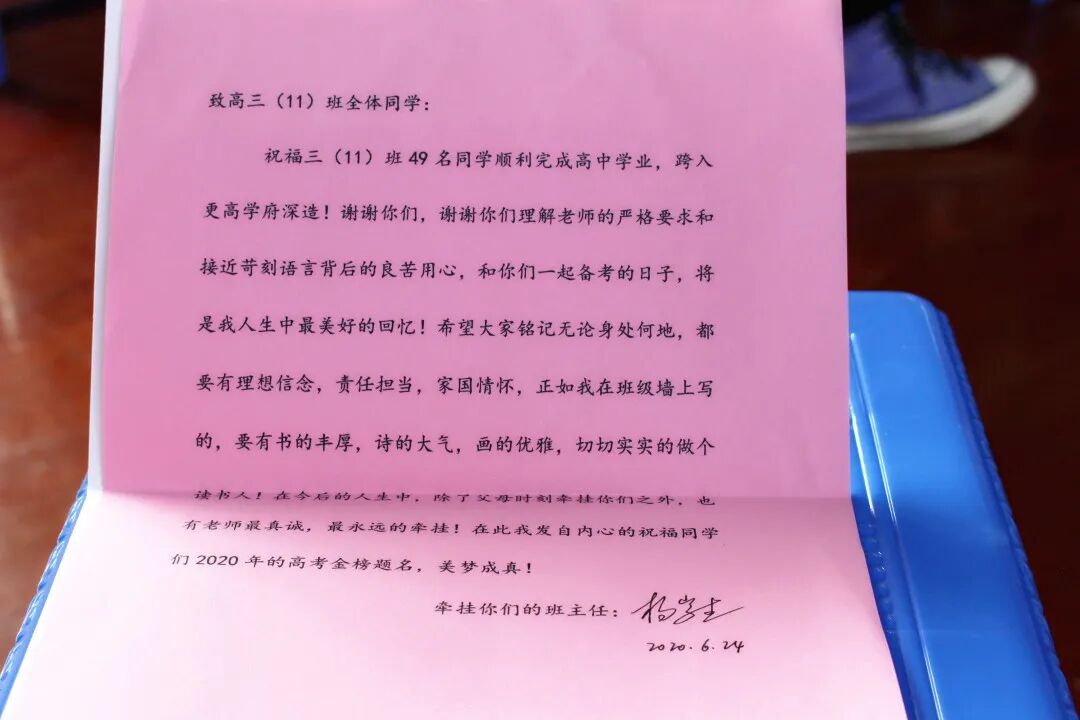 致高三（11）班全体同学：
祝福三（11）班 49 名同学顺利完成高中学业，跨入
更高学府深造！谢谢你们，谢谢你们理解老师的严格要求和
接近苛刻语言背后的良苦用心，和你们一起备考的日子，将
是我人生中最美好的回忆！希望大家铭记无论身处何地，都
要有理想信念，责任担当，家国情怀，正如我在班级墙上写
的，要有书的丰厚，诗的大气，画的优雅，切切实实的做个
读书人！在今后的人生中，除了父母时刻牵挂你们之外，也
有老师最真诚，最永远的牵挂！在此我发自内心的祝福同学
们 2020 年的高考金榜题名，美梦成真！
牵挂你们的班主任：杨
2020.6.24